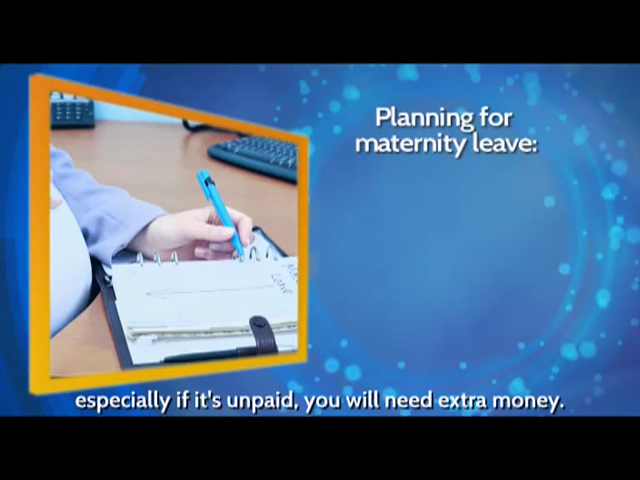 Planning for
maternity leave:
especially if it's unpaid, you will need extra money.